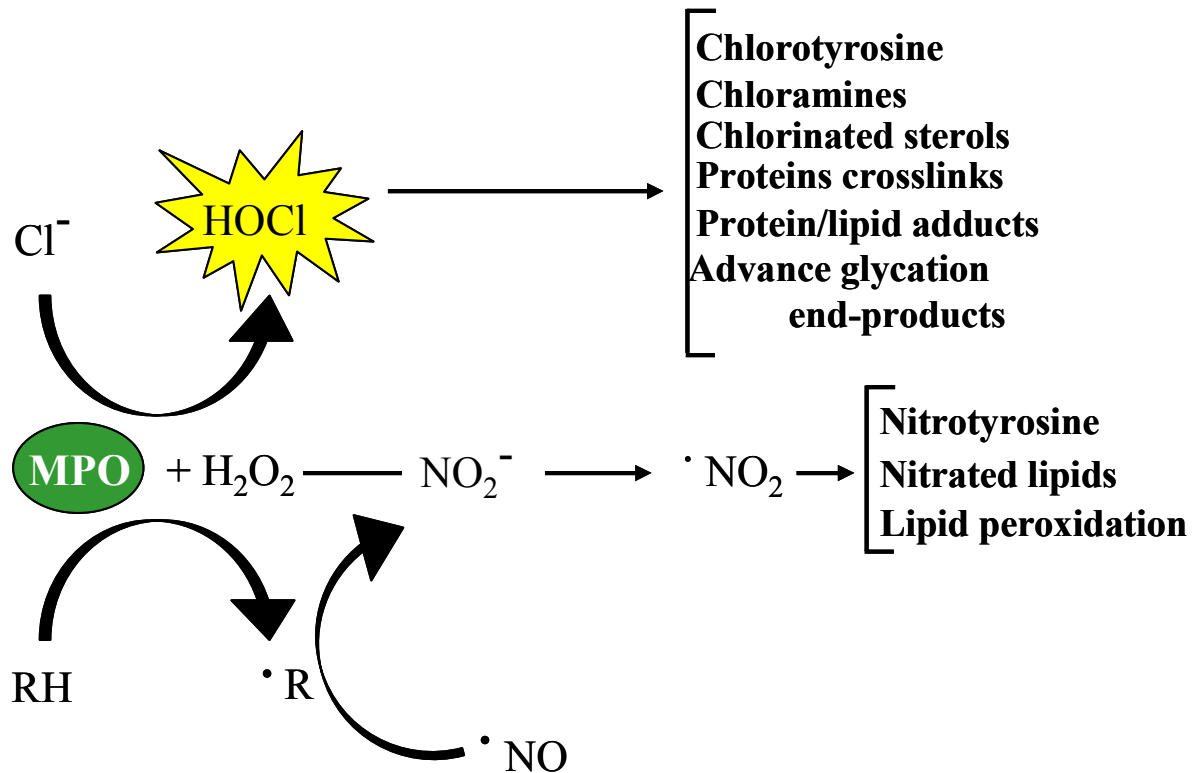 Chlorotyrosine
Chloramines
Chlorinated sterols
Proteins crosslinks
Protein/lipid adducts
Advance glycation
end-products
HOCl
Cl⁻
MPO + H₂O₂ NO₂⁻ ·NO₂
Nitrotyrosine
Nitrated lipids
Lipid peroxidation
RH
·R
·NO